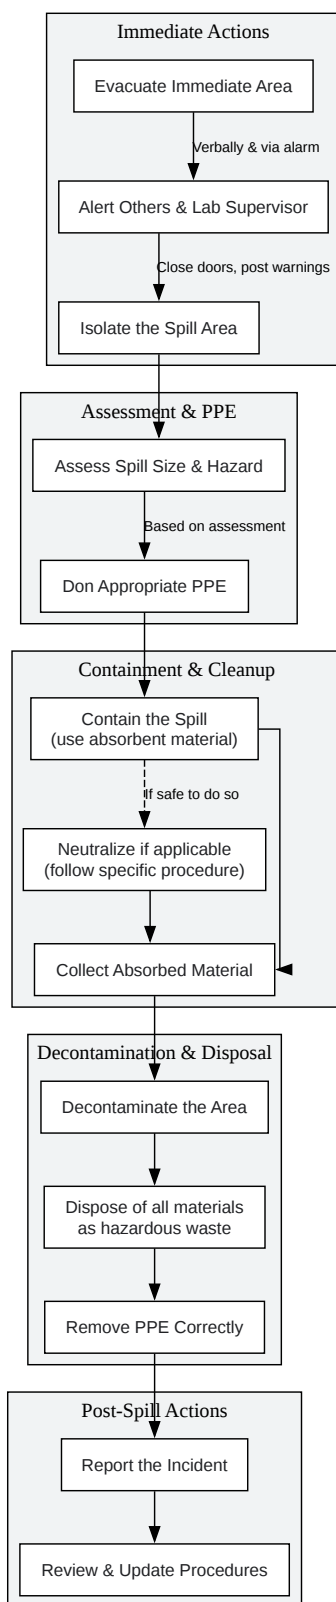 Immediate Actions
Evacuate Immediate Area
Verbally & via alarm
Alert Others & Lab Supervisor
Close doors, post warnings
Isolate the Spill Area
Assessment & PPE
Assess Spill Size & Hazard
Based on assessment
Don Appropriate PPE
Containment & Cleanup
Contain the Spill
(use absorbent material)
If safe to do so
Neutralize if applicable
(follow specific procedure)
Collect Absorbed Material
Decontamination & Disposal
Decontaminate the Area
Dispose of all materials
as hazardous waste
Remove PPE Correctly
Post-Spill Actions
Report the Incident
Review & Update Procedures